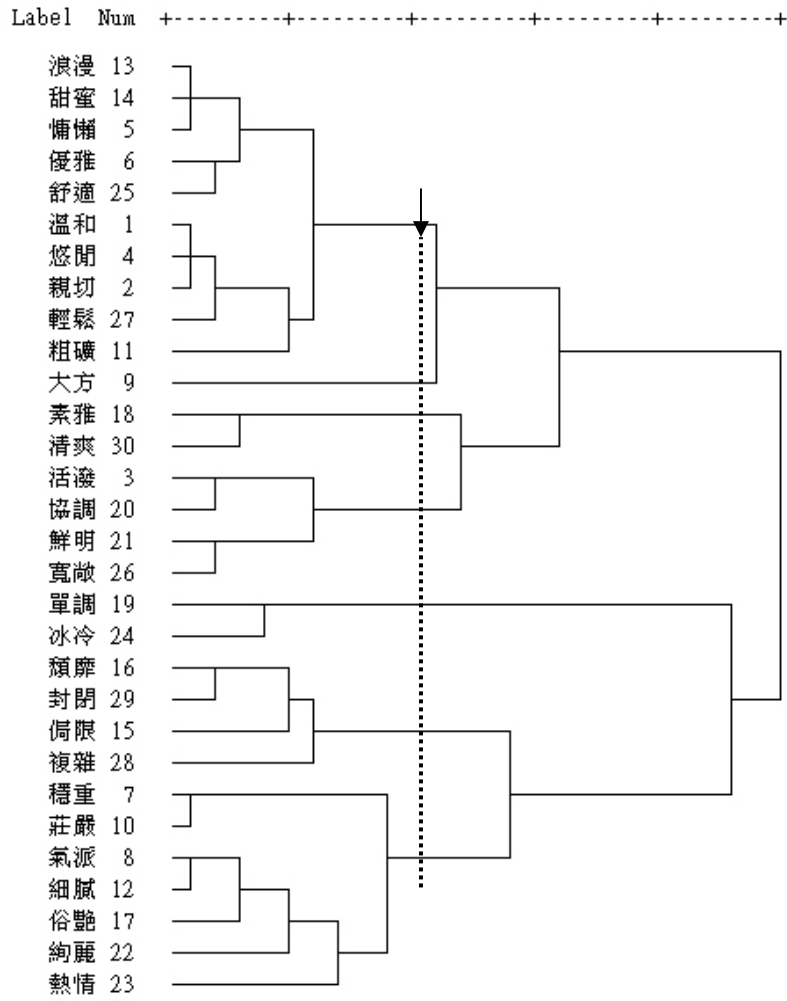 Label Num +---------+---------+---------+---------+---------+
浪漫 13
甜蜜 14
慵懶 5
優雅 6
舒適 25
溫和 1
悠閒 4
親切 2
輕鬆 27
粗礦 11
大方 9
素雅 18
清爽 30
活潑 3
協調 20
鮮明 21
寬敞 26
單調 19
冰冷 24
頹靡 16
封閉 29
侷限 15
複雜 28
穩重 7
莊嚴 10
氣派 8
細膩 12
俗艷 17
絢麗 22
熱情 23